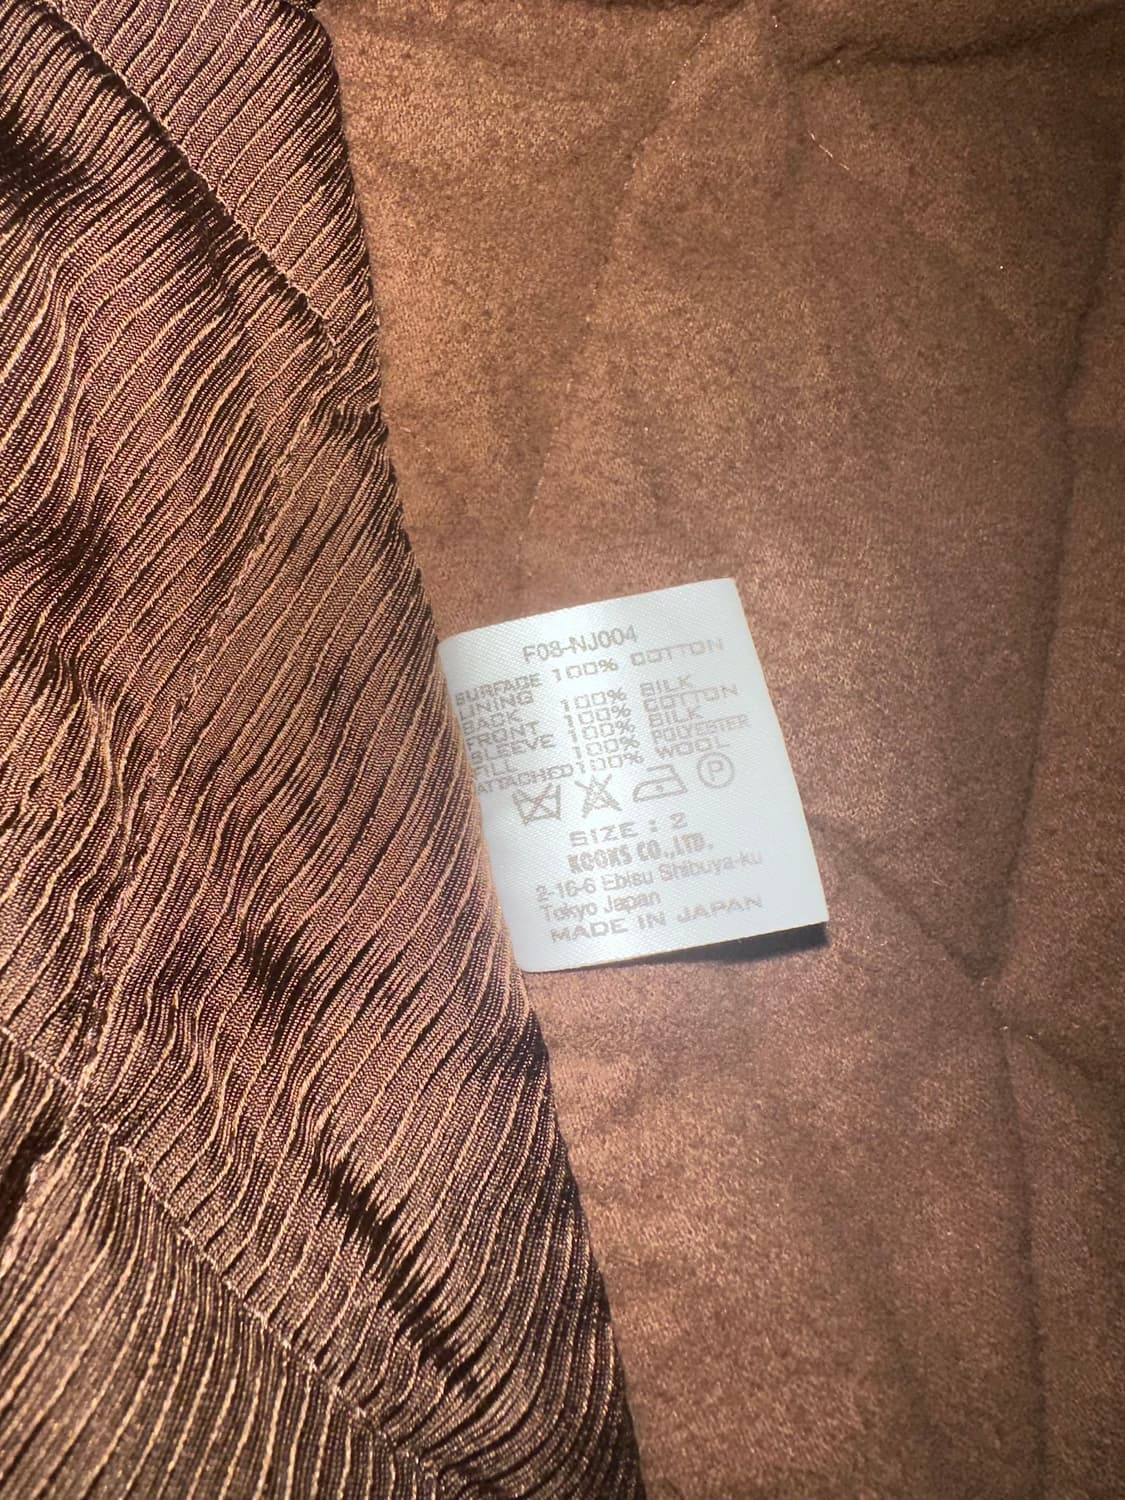 F08-NJ004
SURFACE 100% COTTON
LINING
BACK 100% SILK
FRONT 100% COTTON
SLEEVE 100% SILK
FILL 100% POLYESTER
ATTACHED 100% WOOL
P
SIZE : 2
KOOKS CO.,LTD.
2-16-6 Ebisu Shibuya-ku
Tokyo Japan
MADE IN JAPAN